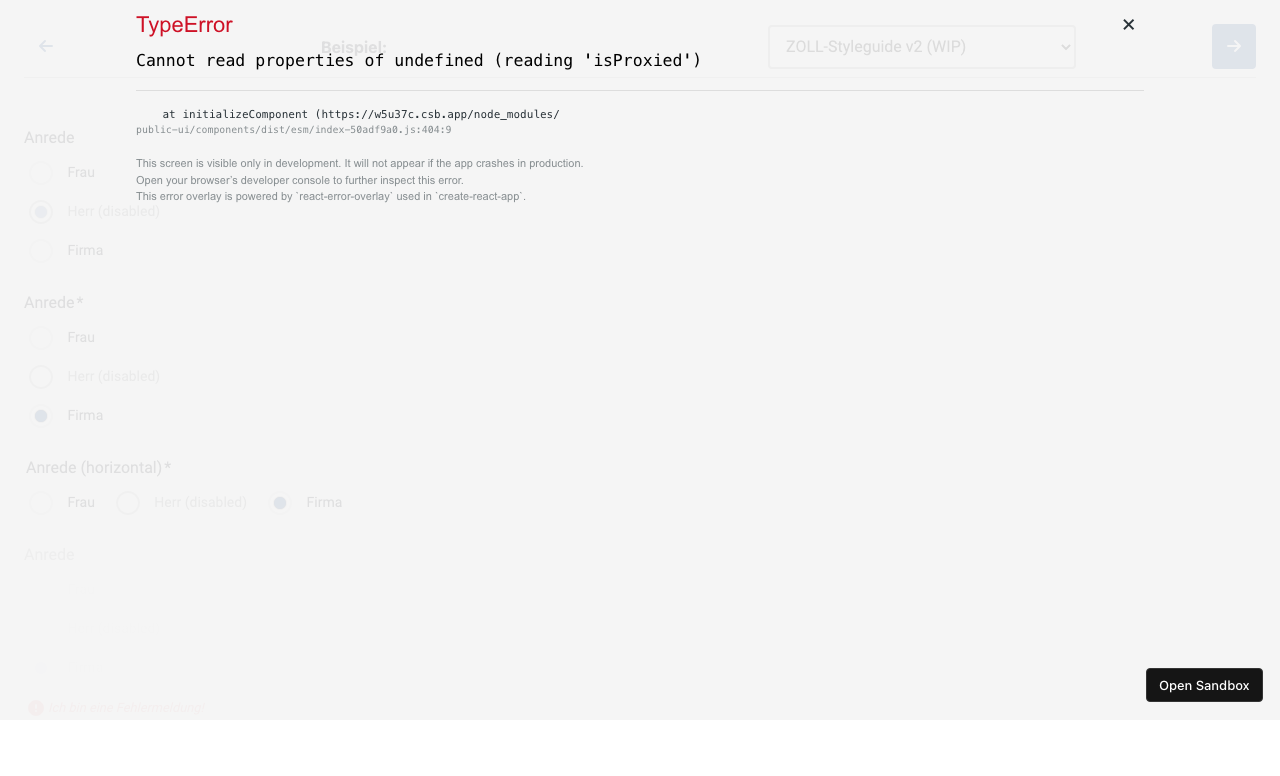 TypeError
Beispiel:
ZOLL-Styleguide v2 (WIP)
Cannot read properties of undefined (reading 'isProxied')
at initializeComponent (https://w5u37c.csb.app/node_modules/
public-ui/components/dist/esm/index-50adf9a0.js:404:9
Anrede
This screen is visible only in development. It will not appear if the app crashes in production.
Frau
Open your browser's developer console to further inspect this error.
This error overlay is powered by `react-error-overlay` used in `create-react-app`.
Herr (disabled)
Firma
Anrede*
Frau
Herr (disabled)
Firma
Anrede (horizontal)*
Frau Herr (disabled) Firma
Anrede
Open Sandbox